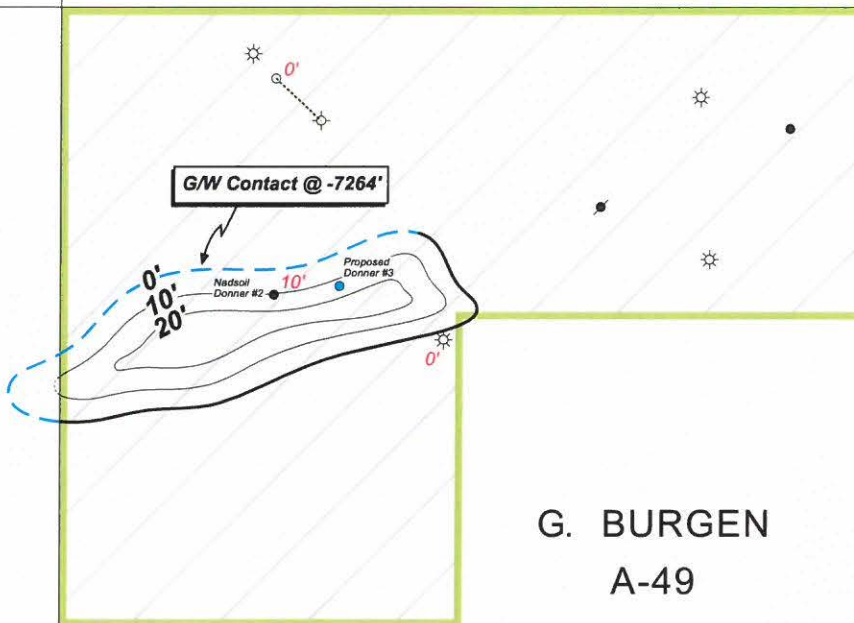 0'
G/W Contact @ -7264'
0'
10'
20'
Nadsoil
Donner #2
10'
Proposed
Donner #3
0'
G. BURGEN
A-49